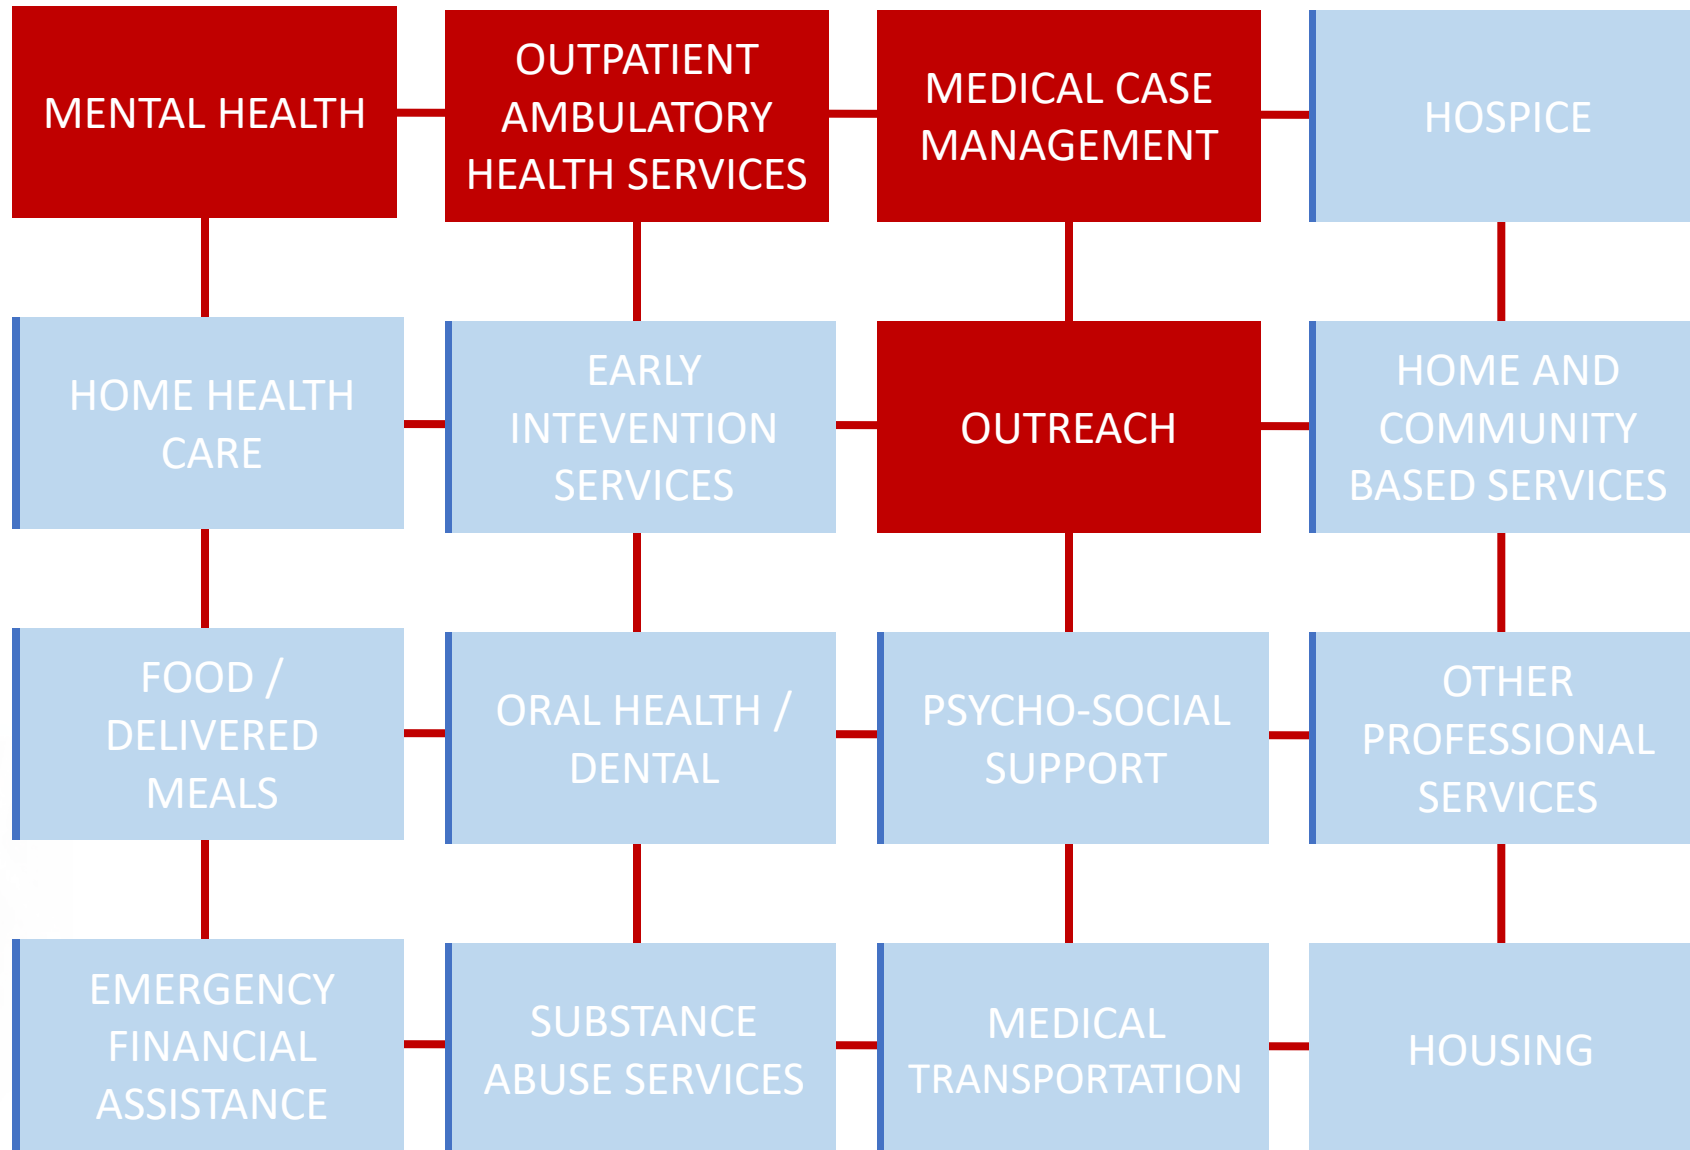 MENTAL HEALTH
OUTPATIENT
AMBULATORY
HEALTH SERVICES
MEDICAL CASE
MANAGEMENT
HOSPICE
HOME HEALTH
CARE
EARLY
INTEVENTION
SERVICES
OUTREACH
HOME AND
COMMUNITY
BASED SERVICES
FOOD /
DELIVERED
MEALS
ORAL HEALTH /
DENTAL
PSYCHO-SOCIAL
SUPPORT
OTHER
PROFESSIONAL
SERVICES
EMERGENCY
FINANCIAL
ASSISTANCE
SUBSTANCE
ABUSE SERVICES
MEDICAL
TRANSPORTATION
HOUSING